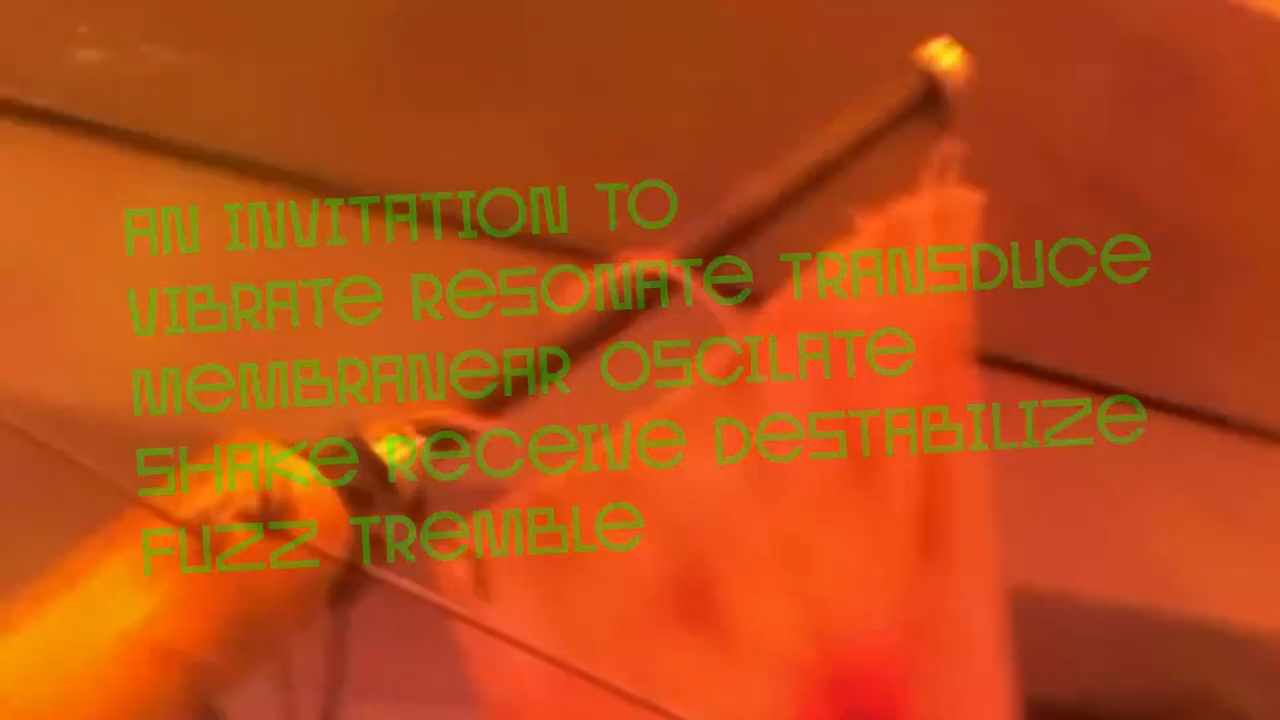 AN INVITATION TO
VIBRATE RESONATE TRANSDUCE
MEMBRANEAR OSCILATE
SHAKE RECEIVE DESTABILIZE
FUZZ TREMBLE